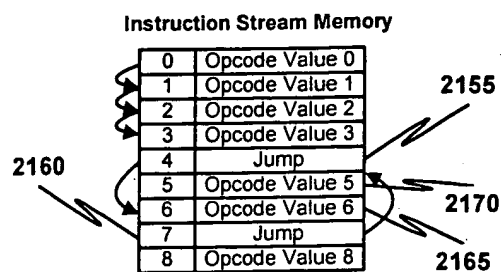 Instruction Stream Memory
0 Opcode Value 0
1 Opcode Value 1
2 Opcode Value 2
3 Opcode Value 3
4 Jump
5 Opcode Value 5
6 Opcode Value 6
7 Jump
8 Opcode Value 8
2155
2160
2170
2165